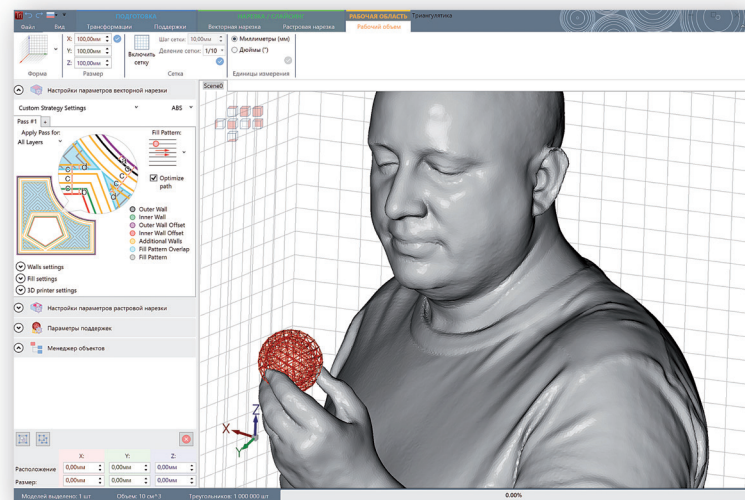 ПОДГОТОВКА
НАРЕЗКА / СЛАЙСИНГ
РАБОЧАЯ ОБЛАСТЬ Триангулятика
Файл Вид Трансформации Поддержки Векторная нарезка Растровая нарезка Рабочий объем
X: 100,00мм
Y: 100,00мм
Z: 100,00мм
Включить сетку
Шаг сетки: 10,00мм
Деление сетки: 1/10
Миллиметры (мм)
Дюймы (")
Форма Размер Сетка Единицы измерения
Настройки параметров векторной нарезки
Custom Strategy Settings ABS
Pass #1 +
Apply Pass for:
All Layers
Fill Pattern:
Optimize path
Outer Wall
Inner Wall
Outer Wall Offset
Inner Wall Offset
Additional Walls
Fill Pattern Overlap
Fill Pattern
Walls settings
Fill settings
3D printer settings
Настройки параметров растровой нарезки
Параметры поддержек
Менеджер объектов
Scene0
X Y Z
X: Y: Z:
Расположение 0,00мм 0,00мм 0,00мм
Размер: 0,00мм 0,00мм 0,00мм
Моделей выделено: 1 шт Объем: 10 см^3 Треугольников: 1 000 000 шт 0.00%